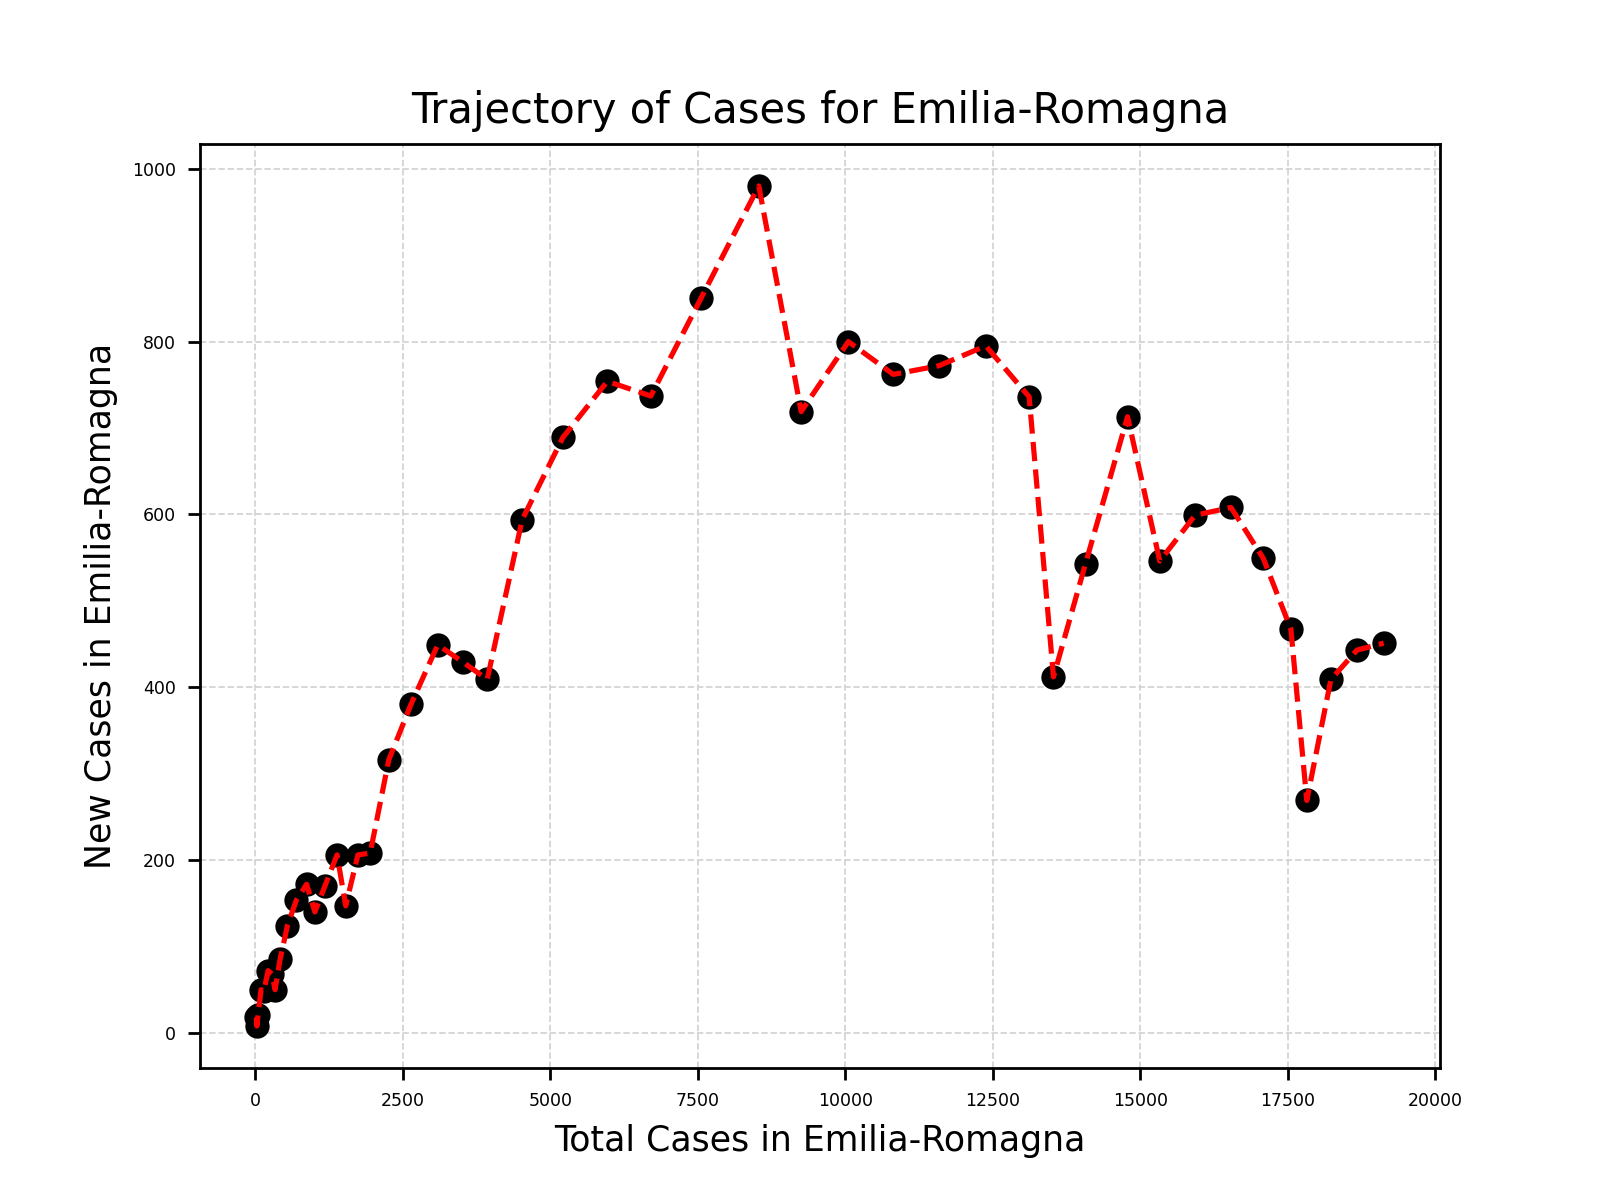 Trajectory of Cases for Emilia-Romagna
1000
800
600
400
200
0
New Cases in Emilia-Romagna
0 2500 5000 7500 10000 12500 15000 17500 20000
Total Cases in Emilia-Romagna